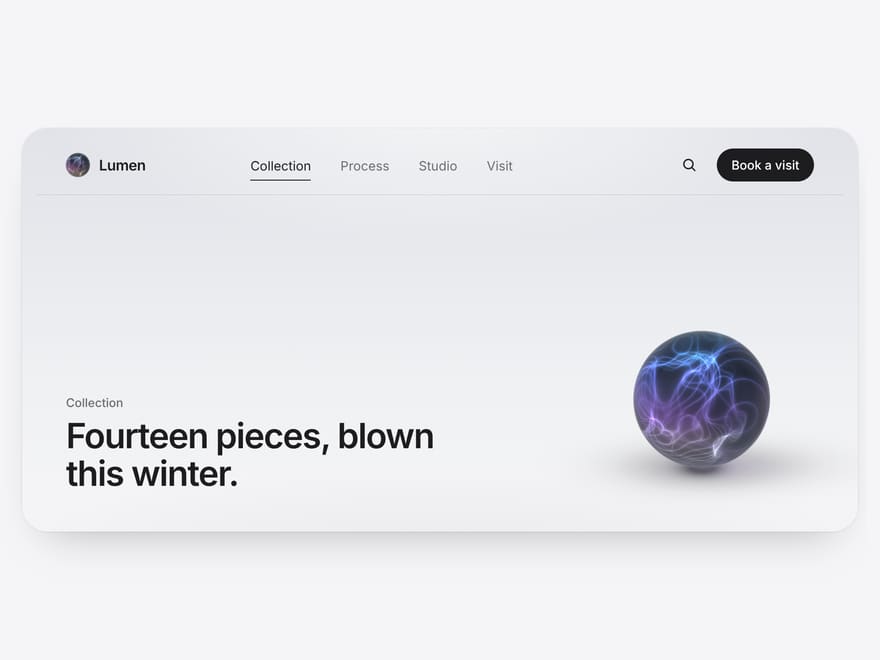 Lumen
Collection
Process
Studio
Visit
Book a visit
Collection
Fourteen pieces, blown
this winter.